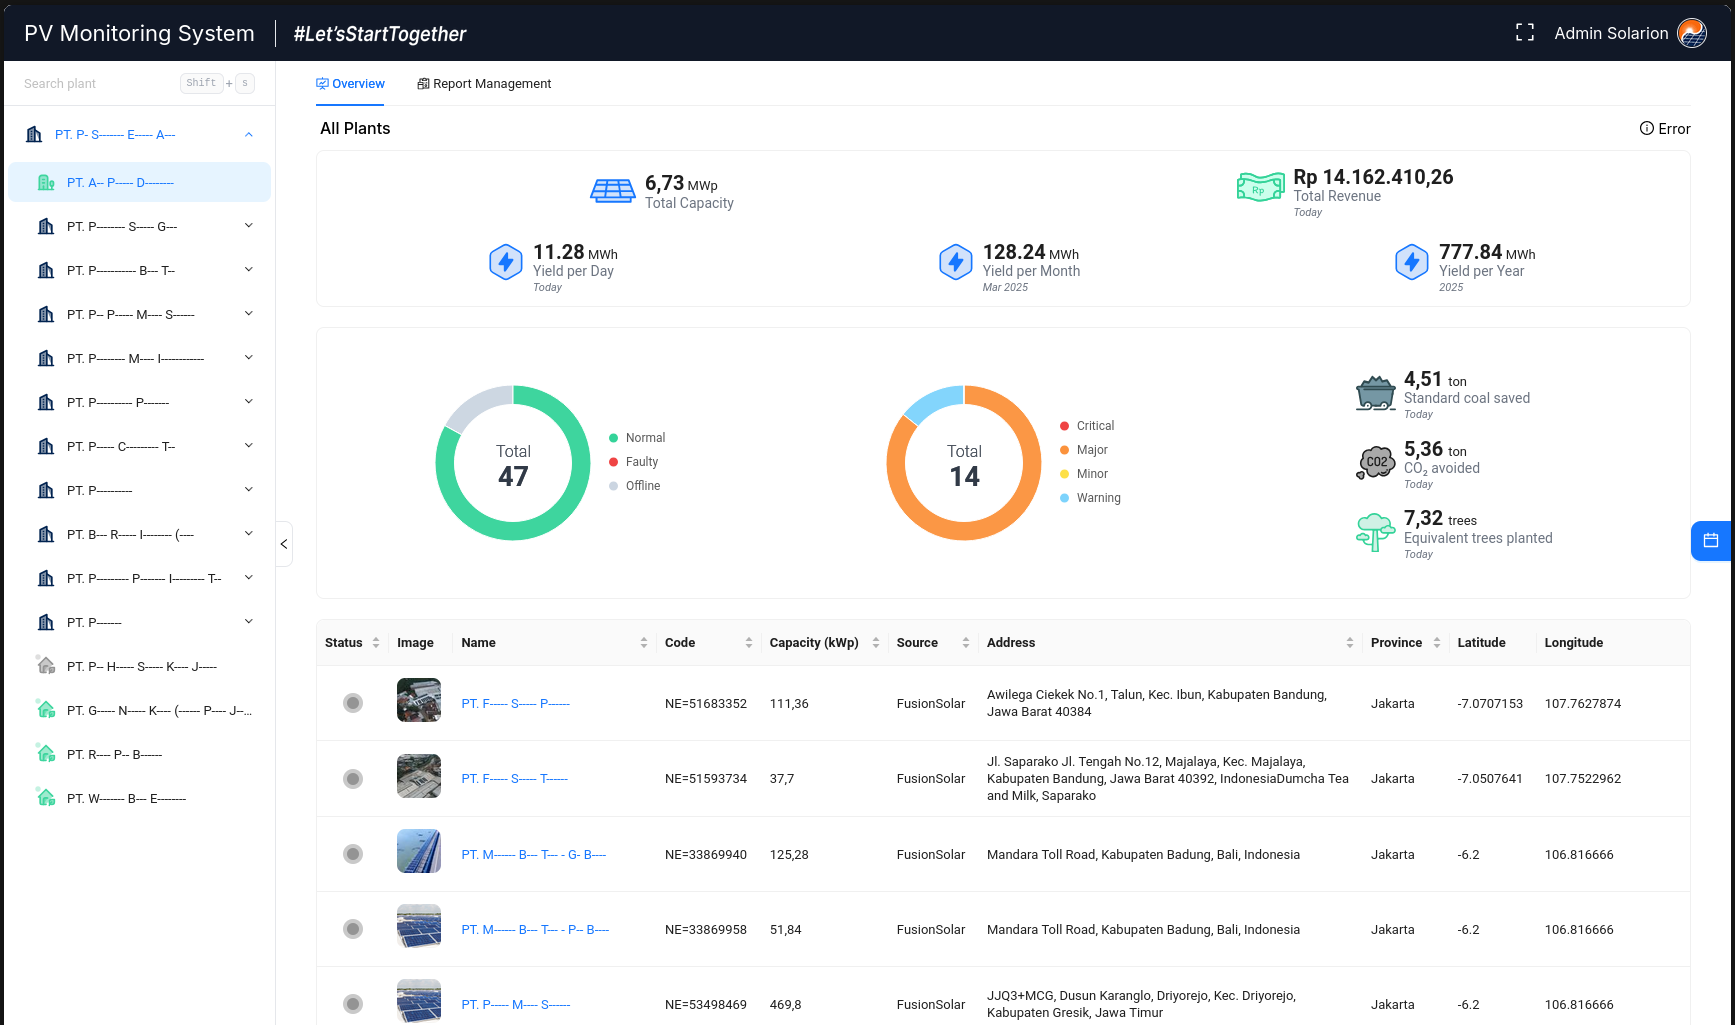 PV Monitoring System
#Let'sStartTogether
Admin Solarion
Search plant
Shift + s
PT. P- S------- E----- A---
PT. A-- P----- D--------
PT. P-------- S----- G---
PT. P----------- B--- T--
PT. P-- P----- M---- S------
PT. P-------- M---- I------------
PT. P---------- P-------
PT. P----- C--------- T--
PT. P----------
PT. B--- R----- I-------- (----
PT. P--------- P------- I--------- T--
PT. P-------
PT. P-- H----- S----- K---- J-----
PT. G----- N----- K---- (------ P---- J--...
PT. R---- P-- B------
PT. W------- B--- E--------
Overview
Report Management
All Plants
Error
6,73 MWp
Total Capacity
Rp
Rp 14.162.410,26
Total Revenue
Today
11.28 MWh
Yield per Day
Today
128.24 MWh
Yield per Month
Mar 2025
777.84 MWh
Yield per Year
2025
Total
47
Normal
Faulty
Offline
Total
14
Critical
Major
Minor
Warning
4,51 ton
Standard coal saved
Today
CO2
5,36 ton
CO₂ avoided
Today
7,32 trees
Equivalent trees planted
Today
Status Image Name Code Capacity (kWp) Source Address Province Latitude Longitude
PT. F----- S----- P------ NE=51683352 111,36 FusionSolar Awilega Ciekek No.1, Talun, Kec. Ibun, Kabupaten Bandung,
Jawa Barat 40384 Jakarta -7.0707153 107.7627874
PT. F----- S----- T------ NE=51593734 37,7 FusionSolar Jl. Saparako Jl. Tengah No.12, Majalaya, Kec. Majalaya,
Kabupaten Bandung, Jawa Barat 40392, IndonesiaDumcha Tea
and Milk, Saparako Jakarta -7.0507641 107.7522962
PT. M------ B--- T--- - G- B---- NE=33869940 125,28 FusionSolar Mandara Toll Road, Kabupaten Badung, Bali, Indonesia Jakarta -6.2 106.816666
PT. M------ B--- T--- - P-- B---- NE=33869958 51,84 FusionSolar Mandara Toll Road, Kabupaten Badung, Bali, Indonesia Jakarta -6.2 106.816666
PT. P----- M---- S------ NE=53498469 469,8 FusionSolar JJQ3+MCG, Dusun Karanglo, Driyorejo, Kec. Driyorejo,
Kabupaten Gresik, Jawa Timur Jakarta -6.2 106.816666